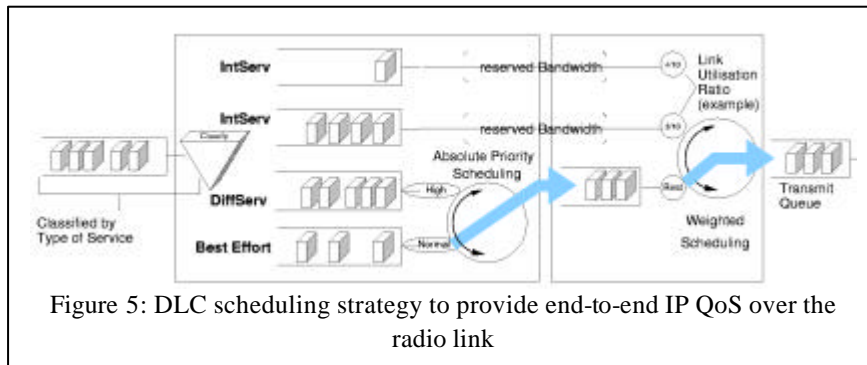 IntServ
reserved Bandwidth
4/10
Link
Utilisation
Ratio
(example)
Classify
IntServ
reserved Bandwidth
Absolute Priority
Scheduling
High
DiffServ
Rest
Transmit
Queue
Classified by
Type of Service
Best Effort
Normal
Weighted
Scheduling
Figure 5: DLC scheduling strategy to provide end-to-end IP QoS over the
radio link